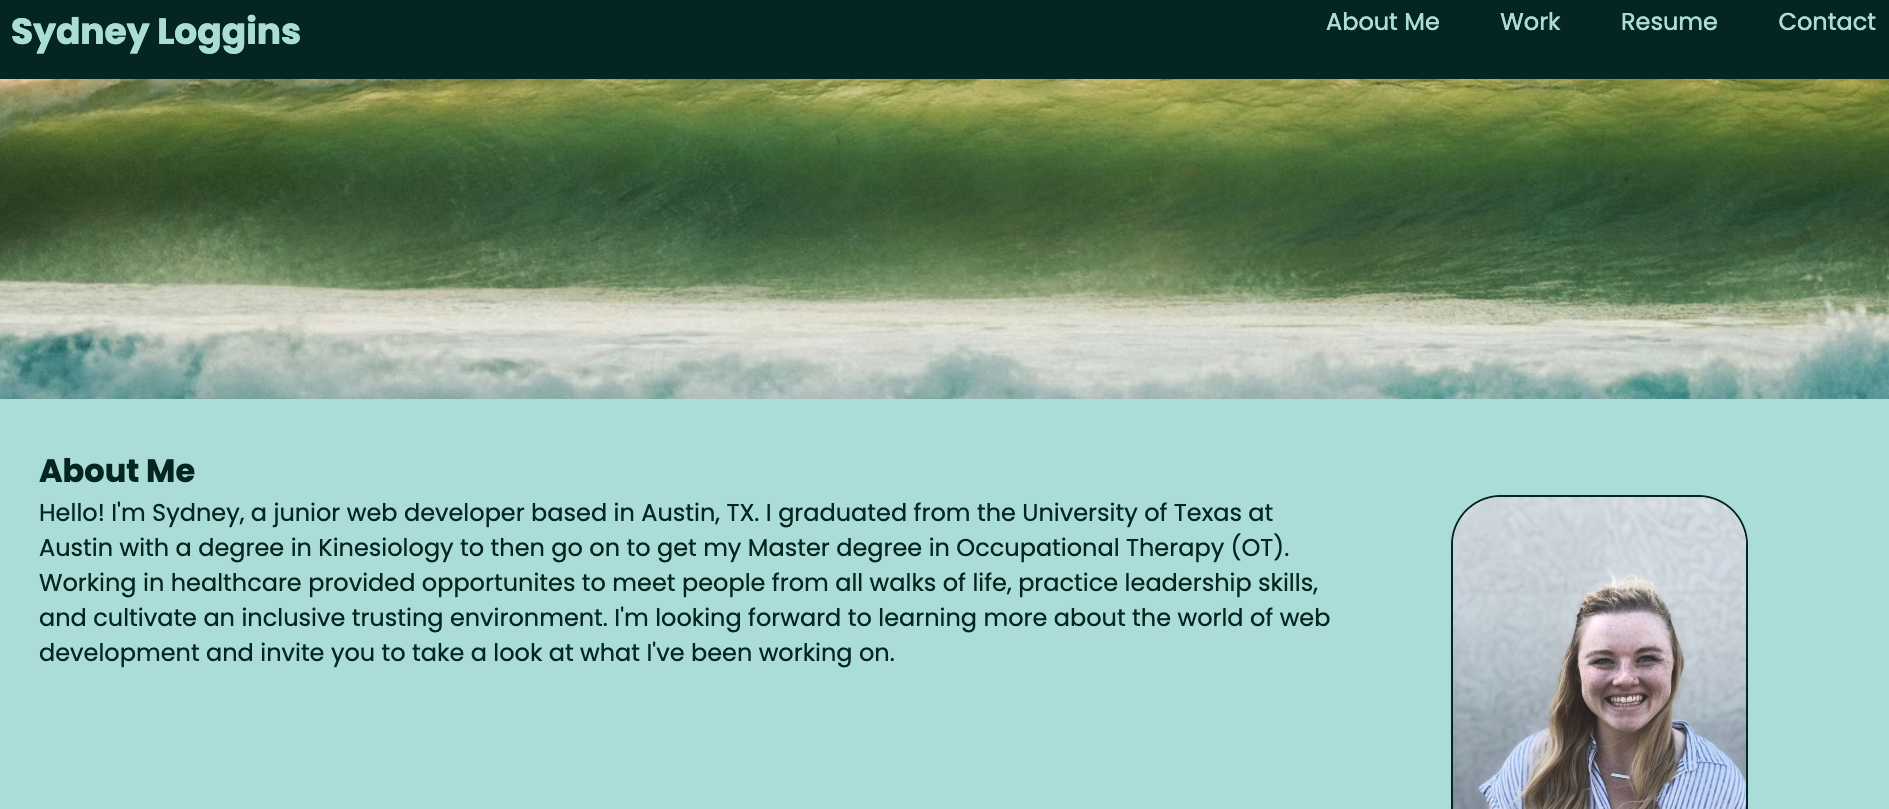 Sydney Loggins
About Me Work Resume Contact
About Me
Hello! I'm Sydney, a junior web developer based in Austin, TX. I graduated from the University of Texas at
Austin with a degree in Kinesiology to then go on to get my Master degree in Occupational Therapy (OT).
Working in healthcare provided opportunites to meet people from all walks of life, practice leadership skills,
and cultivate an inclusive trusting environment. I'm looking forward to learning more about the world of web
development and invite you to take a look at what I've been working on.